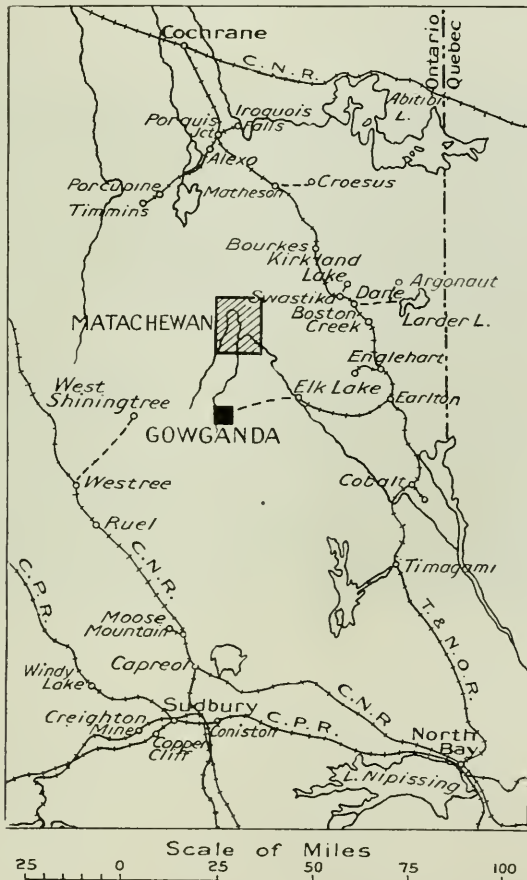 Cochrane
C.N.R.
Ontario
Quebec
Abitibi
L.
Iroquois
Falls
Porquis
Jct.
Alexo
Porcupine
Timmins
Matheson
Croesus
Bourkes
Kirkland
Lake
Argonaut
Swastika
Dane
Boston
Creek
Larder L.
MATACHEWAN
Englehart
West
Shiningtree
Elk Lake
Earlton
GOWGANDA
Westree
Cobalt
Ruel
C.N.R.
Timagami
C.P.R.
Moose
Mountain
T. & N.O.R.
Capreol
Windy
Lake
Sudbury
C.N.R
Creighton
Mine
Coniston
C.P.R.
North
Bay
Copper
Cliff
L. Nipissing
Scale of Miles
25 0 25 50 75 100